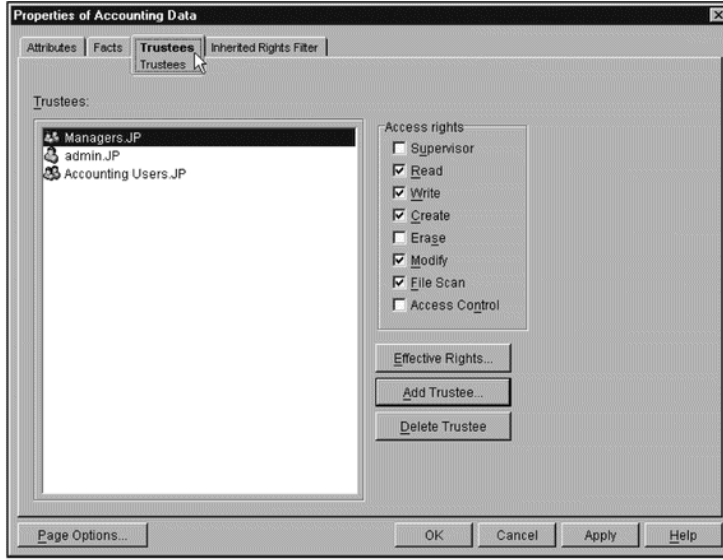 Properties of Accounting Data
Attributes Facts Trustees Inherited Rights Filter
Trustees
Trustees:
Managers.JP
admin.JP
Accounting Users.JP
Access rights
Supervisor
Read
Write
Create
Erase
Modify
File Scan
Access Control
Effective Rights...
Add Trustee...
Delete Trustee
Page Options... OK Cancel Apply Help